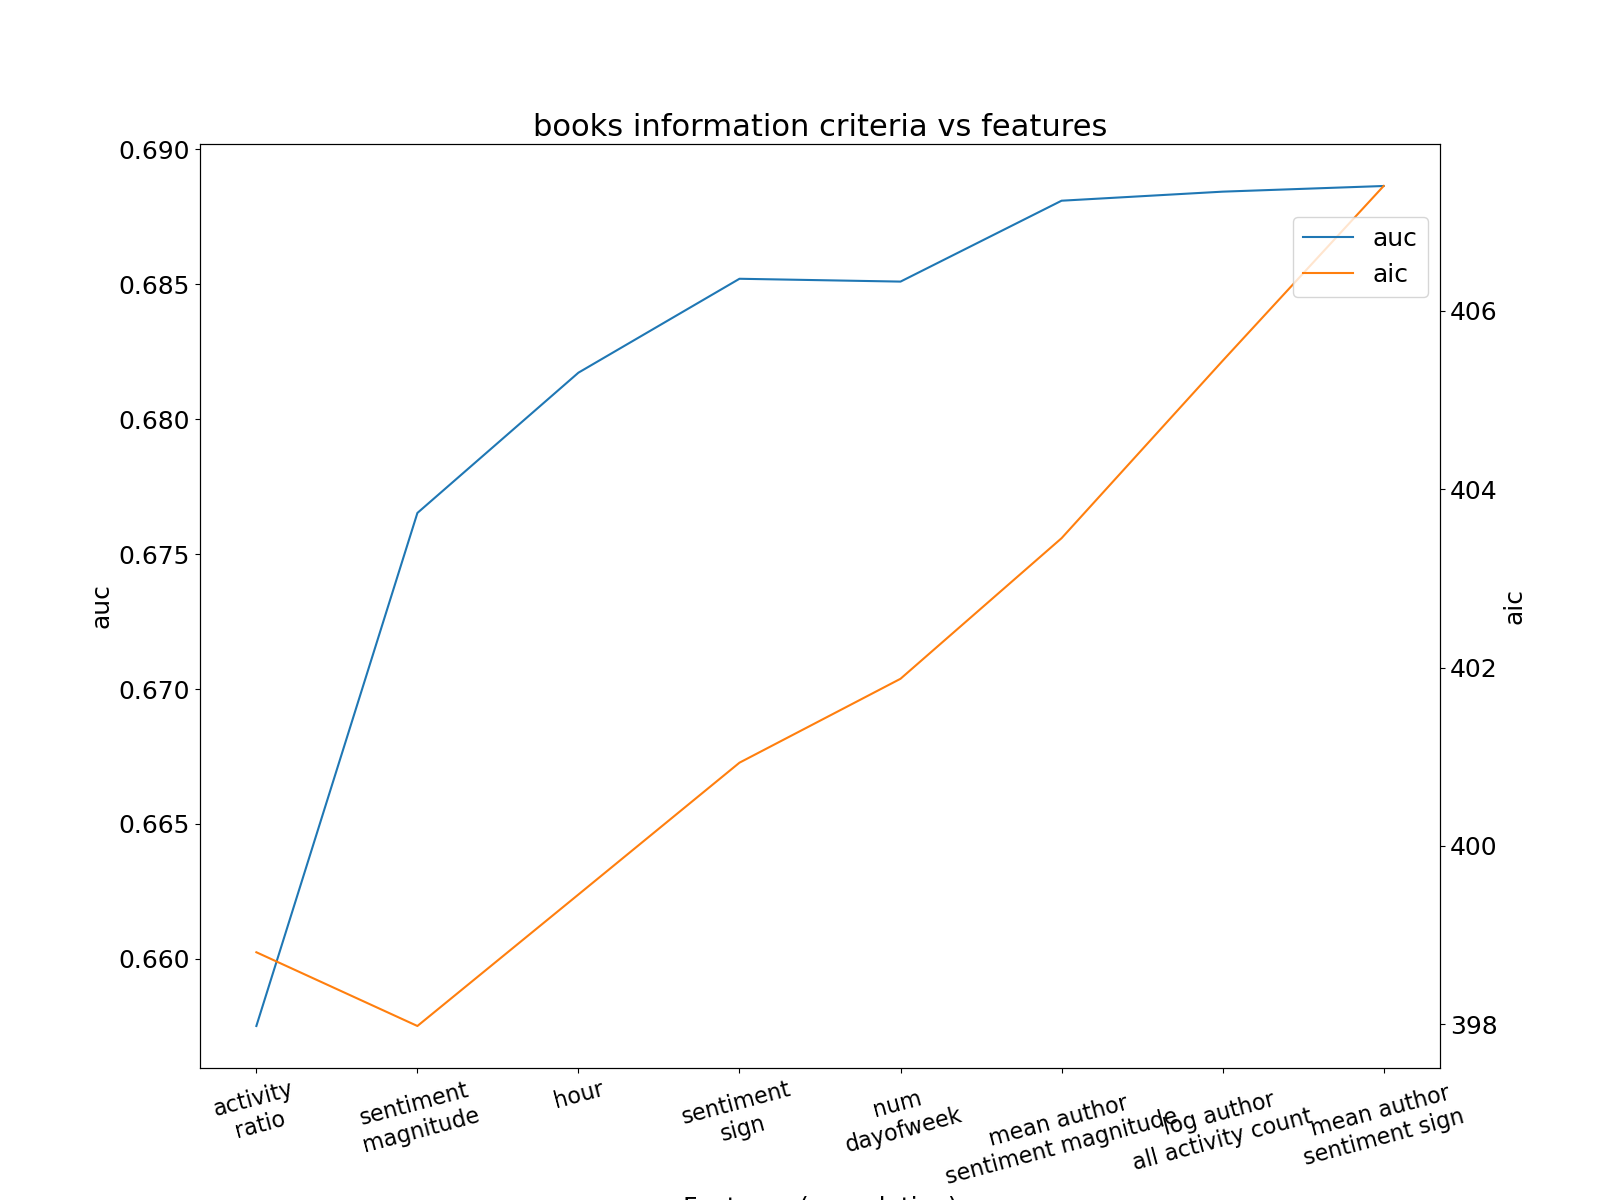 books information criteria vs features
0.690
0.685
0.680
0.675
0.670
0.665
0.660
auc
406
404
402
400
398
aic
auc
aic
activity
ratio
sentiment
magnitude
hour
sentiment
sign
num
dayofweek
mean author
sentiment magnitude
log author
all activity count
mean author
sentiment sign